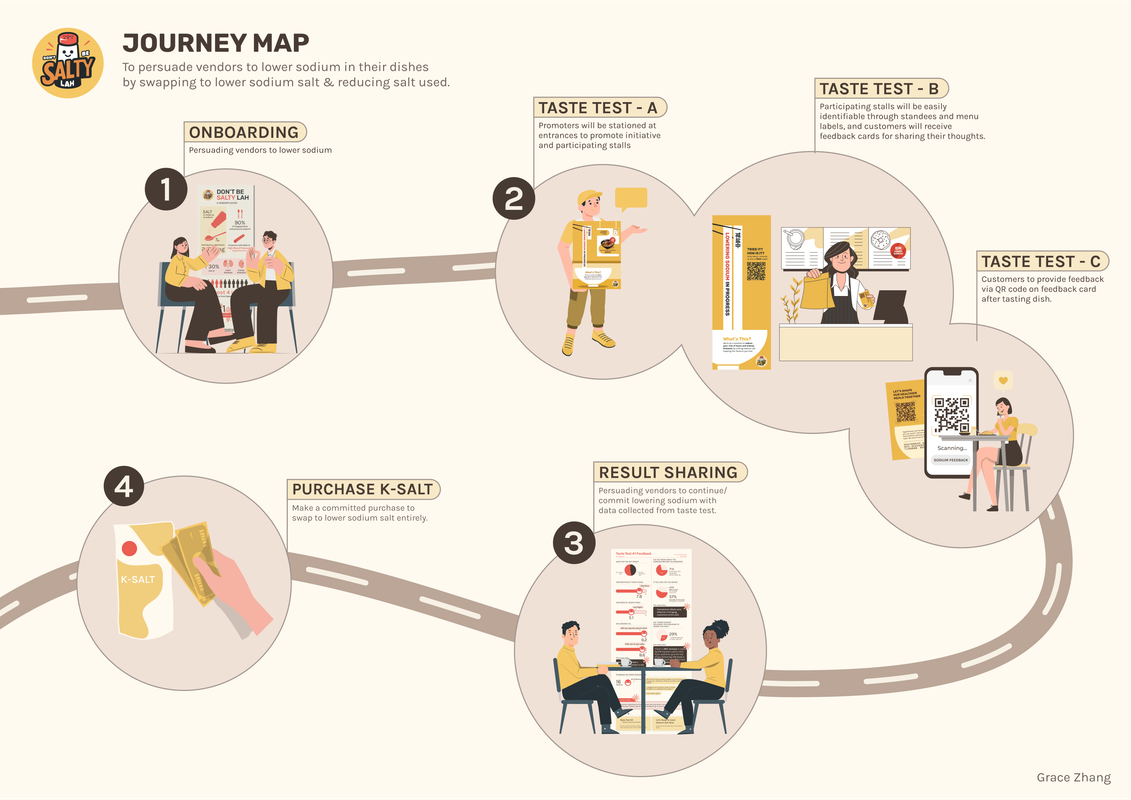 DON'T BE
SALTY
LAH
JOURNEY MAP
To persuade vendors to lower sodium in their dishes
by swapping to lower sodium salt & reducing salt used.
ONBOARDING
Persuading vendors to lower sodium
1
DON'T BE
SALTY LAH
SALT
90%
30%
TASTE TEST - A
Promoters will be stationed at
entrances to promote initiative
and participating stalls
2
What's This?
TASTE TEST - B
Participating stalls will be easily
identifiable through standees and menu
labels, and customers will receive
feedback cards for sharing their thoughts.
LOWERING SODIUM IN PROGRESS
What's This?
TASTE TEST - C
Customers to provide feedback
via QR code on feedback card
after tasting dish.
Scanning...
SODIUM FEEDBACK
RESULT SHARING
Persuading vendors to continue/
commit lowering sodium with
data collected from taste test.
3
Taste Test #1 Feedback
PURCHASE K-SALT
Make a committed purchase to
swap to lower sodium salt entirely.
4
K-SALT
Grace Zhang